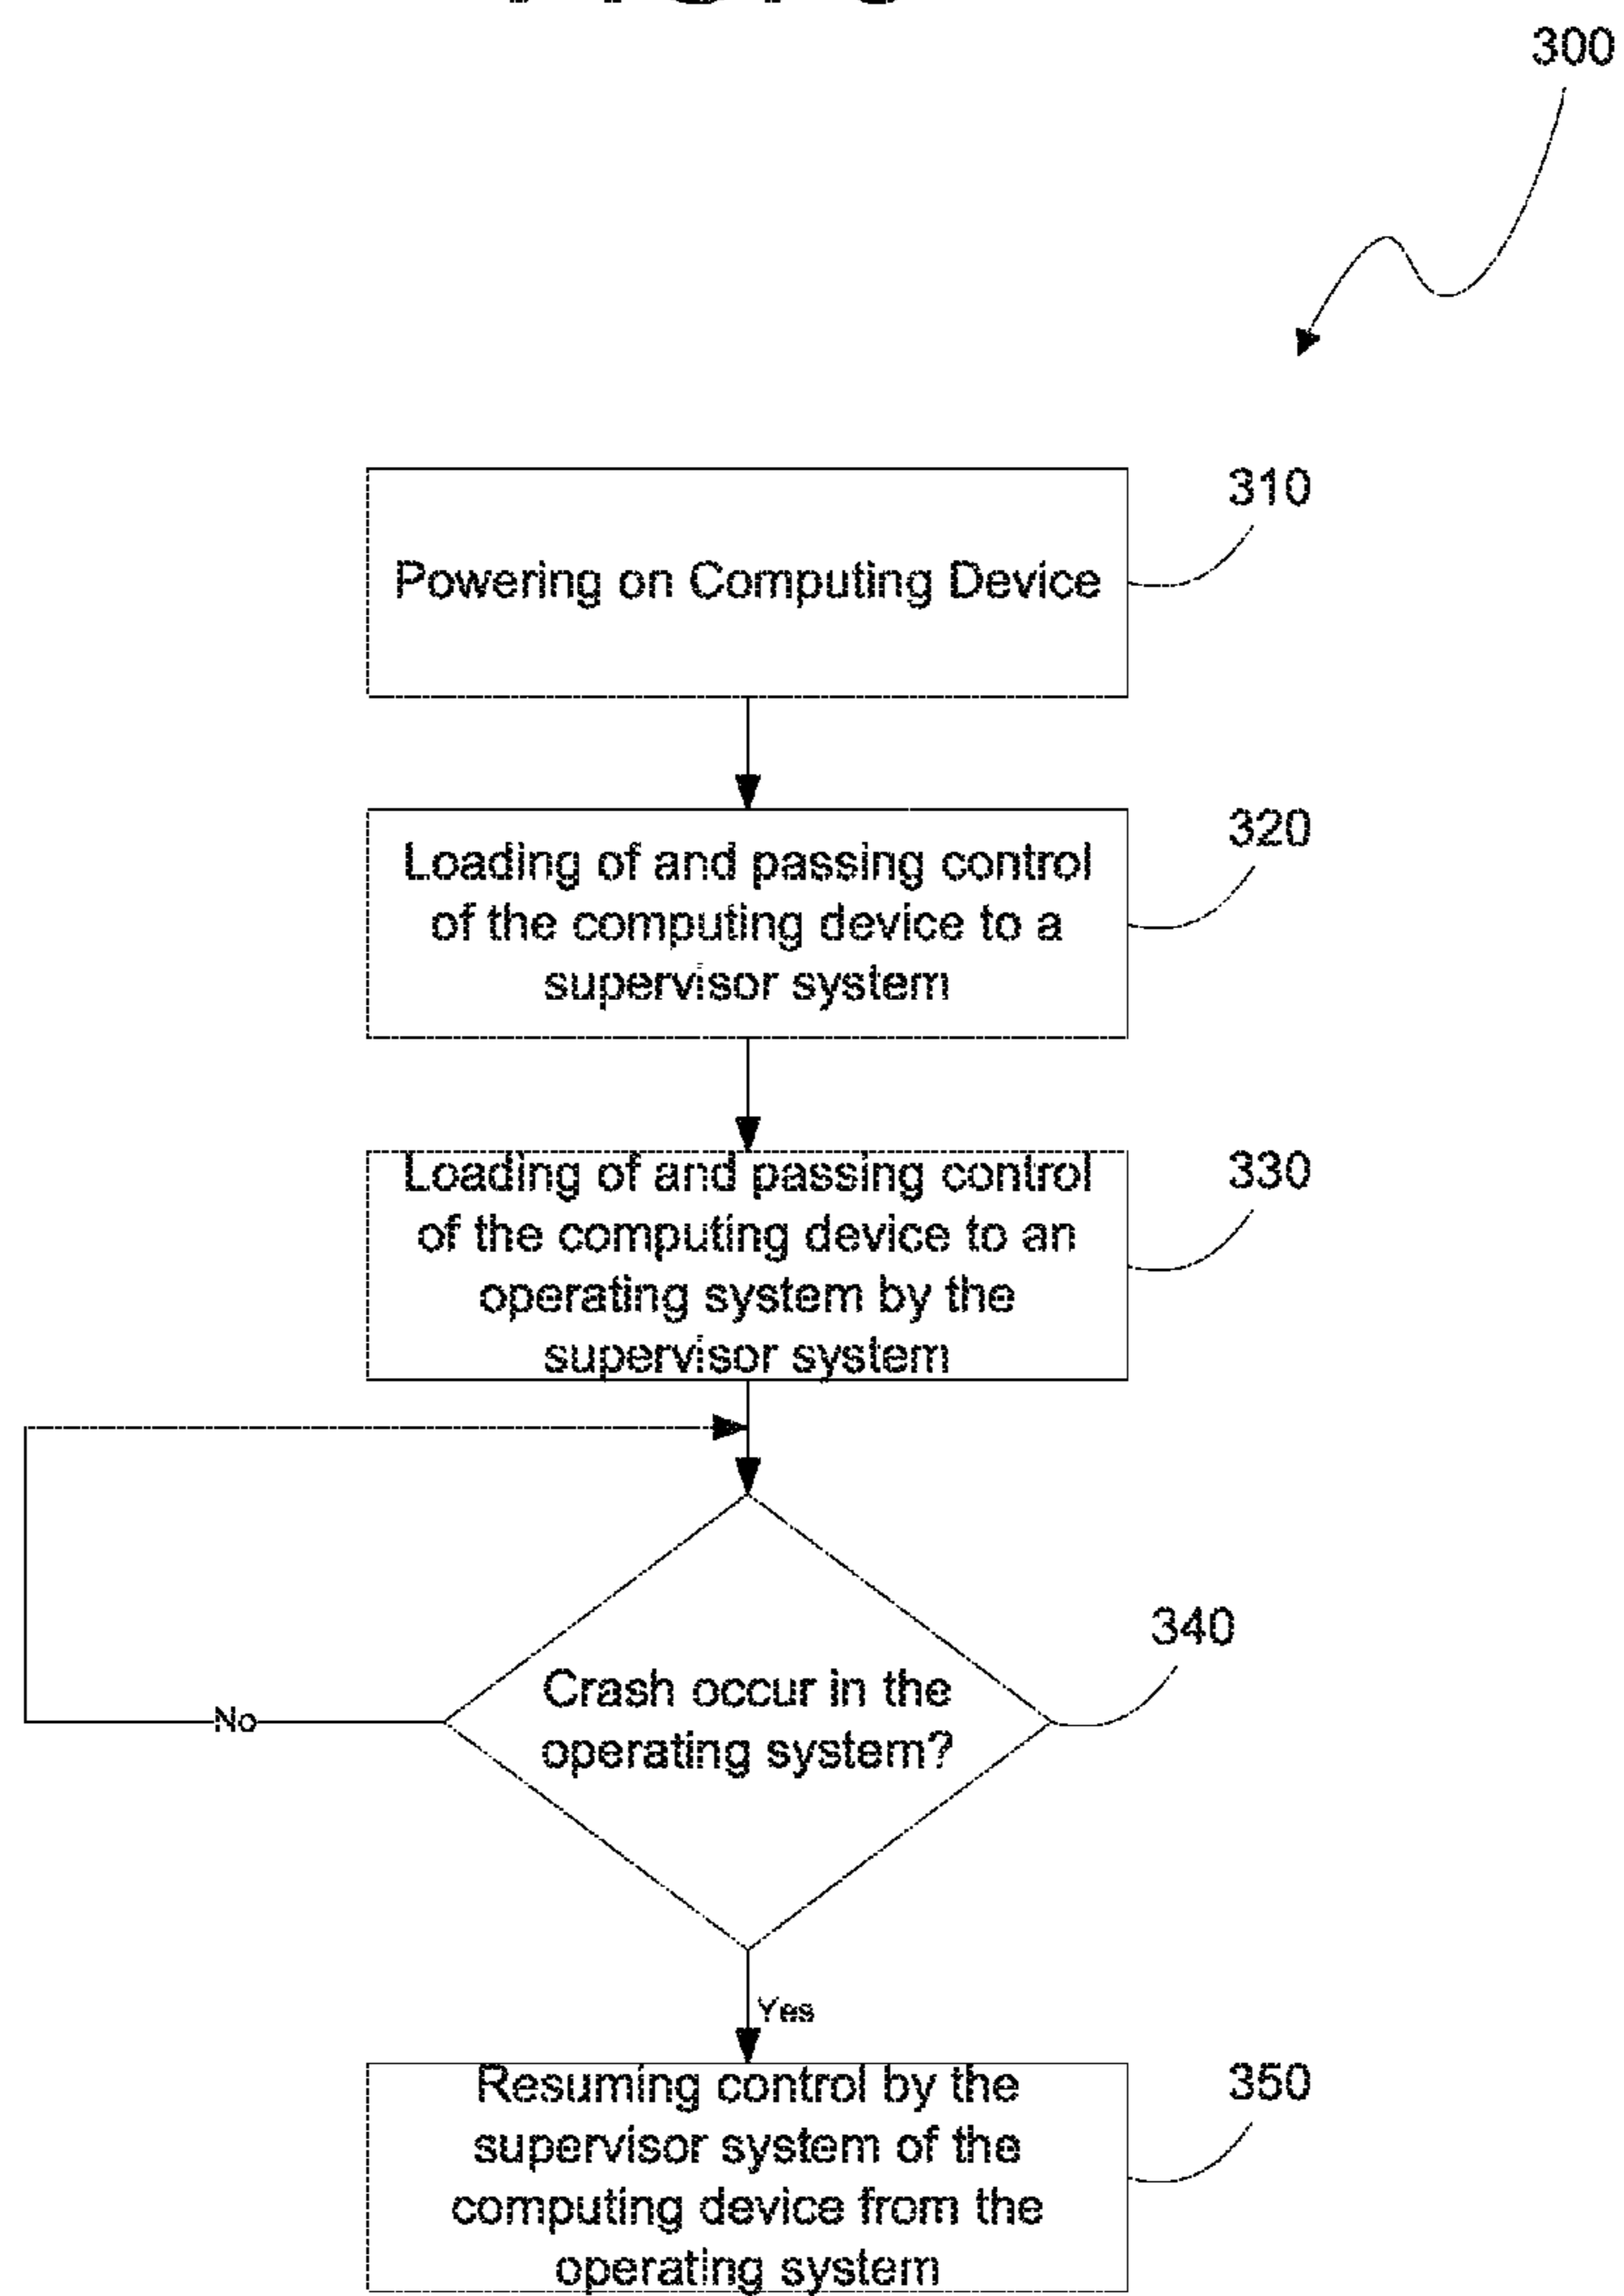 300
310
Powering on Computing Device
320
Loading of and passing control
of the computing device to a
supervisor system
330
Loading of and passing control
of the computing device to an
operating system by the
supervisor system
340
Crash occur in the
operating system?
No
Yes
350
Resuming control by the
supervisor system of the
computing device from the
operating system